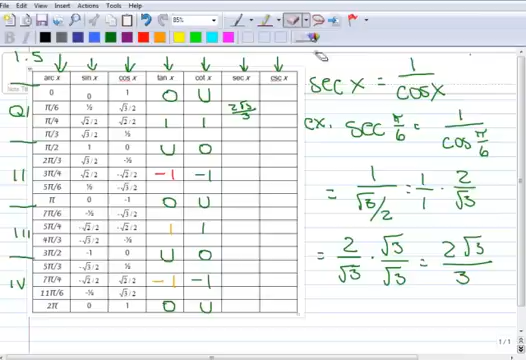 File Edit View Insert Actions Tools Help
85%
1.5
arc x sin x cos x tan x cot x sec x csc x
0 0 1 0 U
QI π/6 ½ √3/2 2√3/3
π/4 √2/2 √2/2 1 1
π/3 √3/2 ½
π/2 1 0 U 0
2π/3 √3/2 -½
II 3π/4 √2/2 -√2/2 -1 -1
5π/6 ½ -√3/2
π 0 -1 0 U
7π/6 -½ -√3/2
III 5π/4 -√2/2 -√2/2 1 1
4π/3 -√3/2 -½
3π/2 -1 0 U 0
5π/3 -√3/2 ½
IV 7π/4 -√2/2 √2/2 -1 -1
11π/6 -½ √3/2
2π 0 1 0 U
sec x = 1/cos x
ex. sec π/6 = 1/cos π/6
= 1/(√3/2) = 1/1 · 2/√3
= 2/√3 · √3/√3 = 2√3/3
1/1